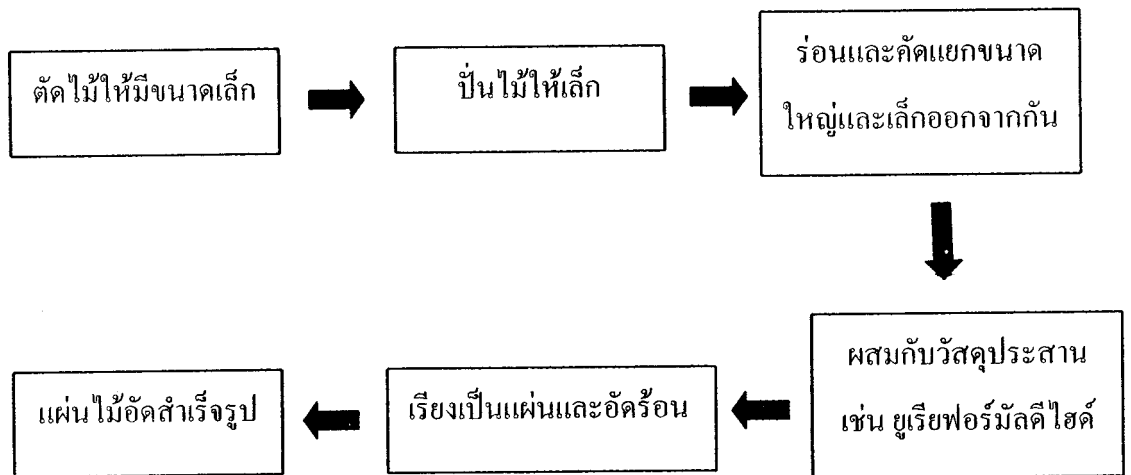 ตัดไม้ให้มีขนาดเล็ก
ปั่นไม้ให้เล็ก
ร่อนและคัดแยกขนาด
ใหญ่และเล็กออกจากกัน
ผสมกับวัสดุประสาน
เช่น ยูเรียฟอร์มัลดีไฮด์
เรียงเป็นแผ่นและอัดร้อน
แผ่นไม้อัดสำเร็จรูป